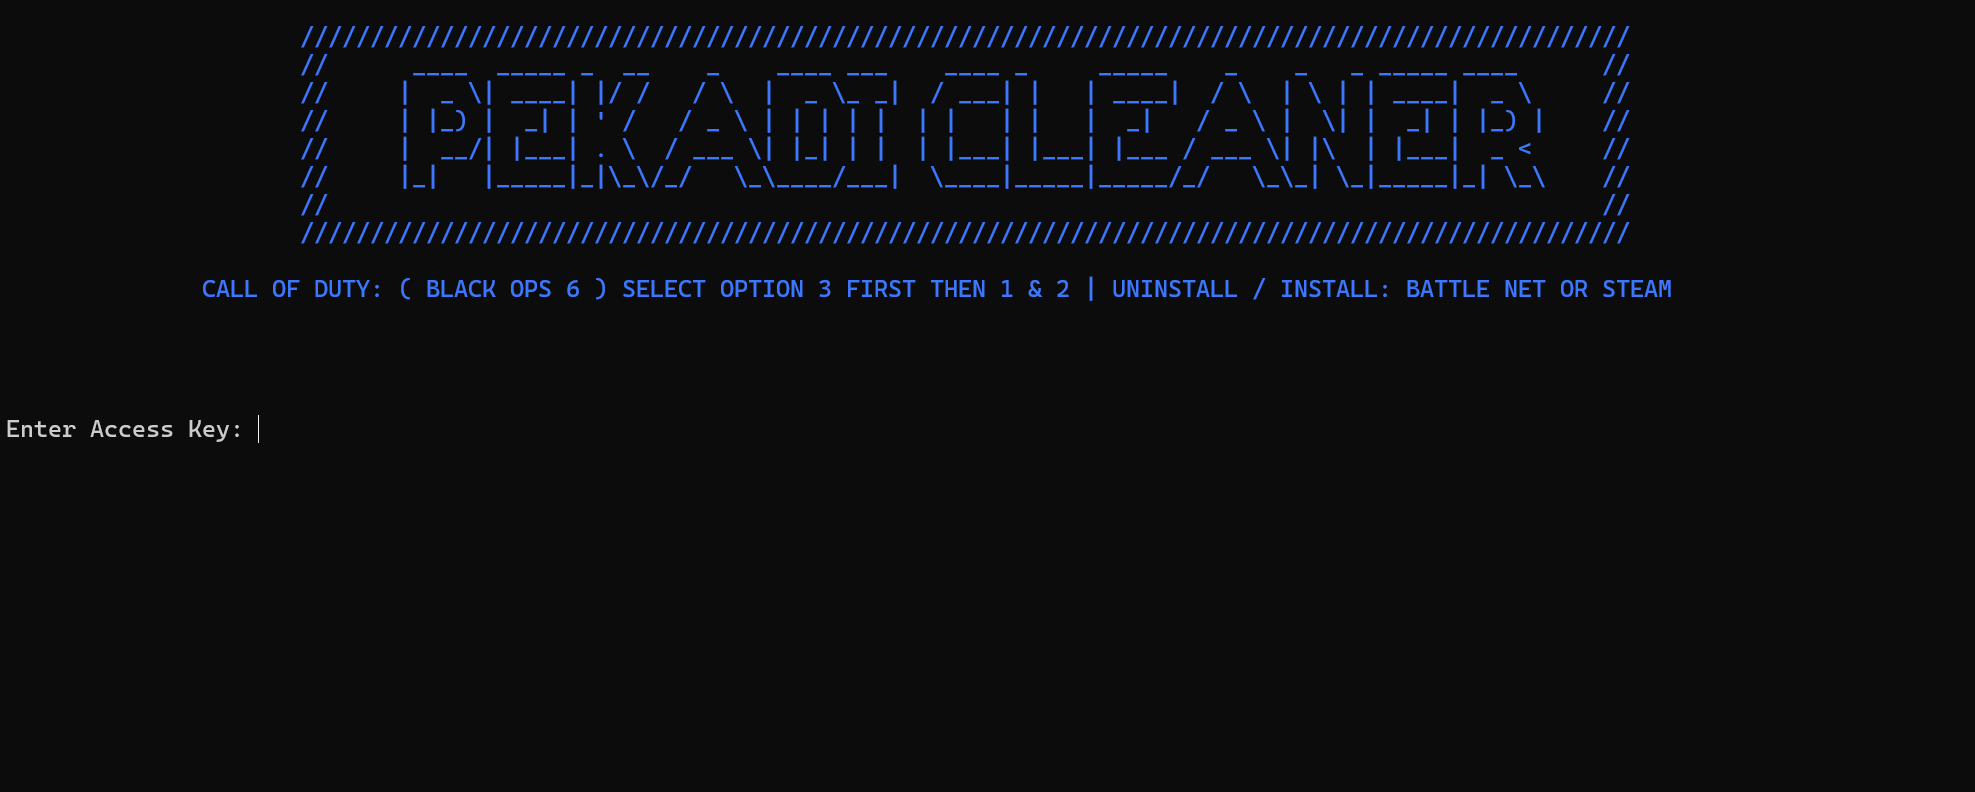 PEKADI CLEANER
CALL OF DUTY: ( BLACK OPS 6 ) SELECT OPTION 3 FIRST THEN 1 & 2 | UNINSTALL / INSTALL: BATTLE NET OR STEAM
Enter Access Key: